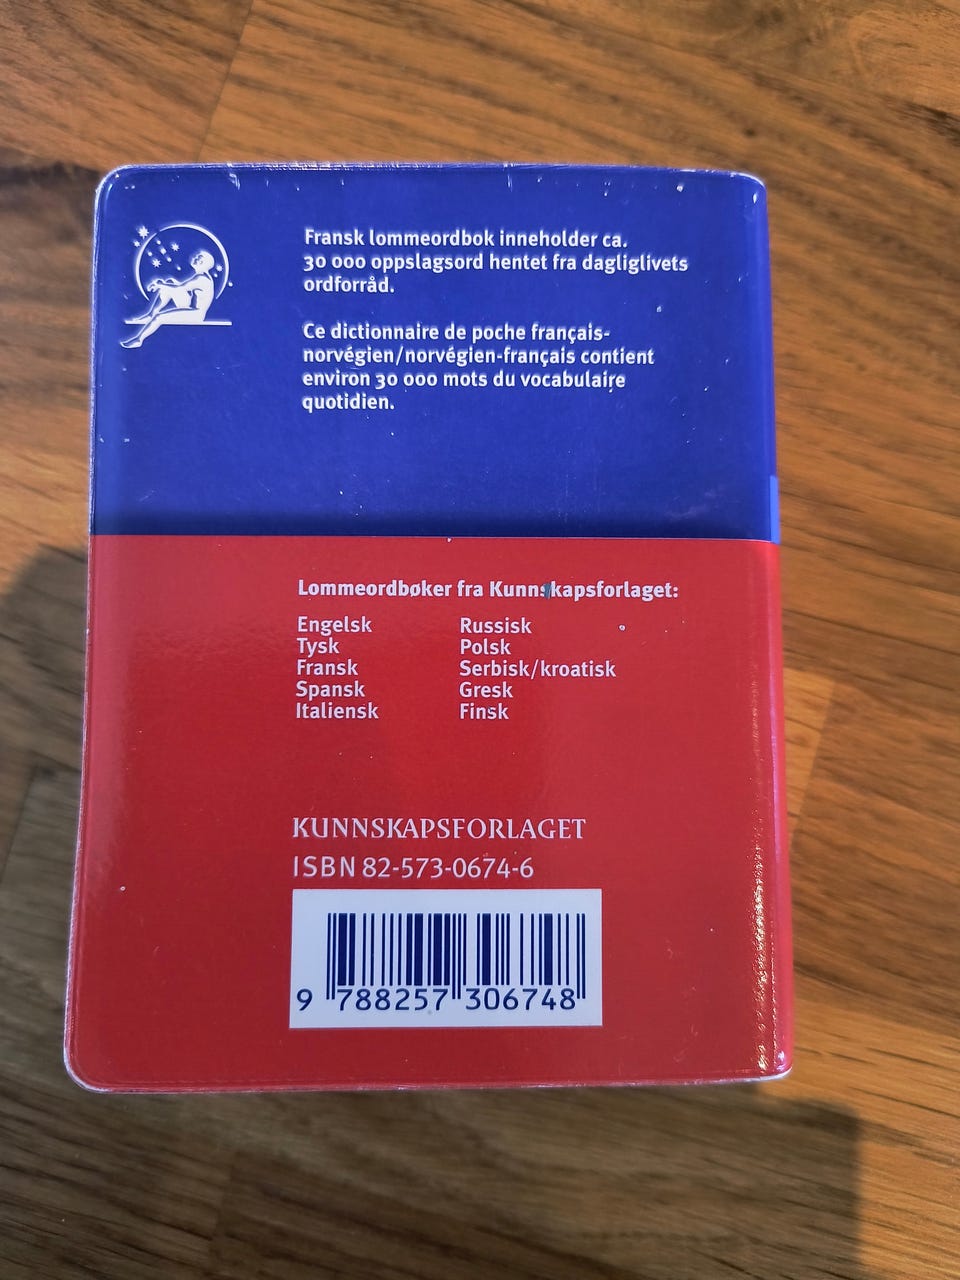 Fransk lommeordbok inneholder ca.
30 000 oppslagsord hentet fra dagliglivets
ordforråd.
Ce dictionnaire de poche français-
norvégien/norvégien-français contient
environ 30 000 mots du vocabulaire
quotidien.
Lommeordbøker fra Kunnskapsforlaget:
Engelsk
Tysk
Fransk
Spansk
Italiensk
Russisk
Polsk
Serbisk/kroatisk
Gresk
Finsk
KUNNSKAPSFORLAGET
ISBN 82-573-0674-6
9 788257 306748